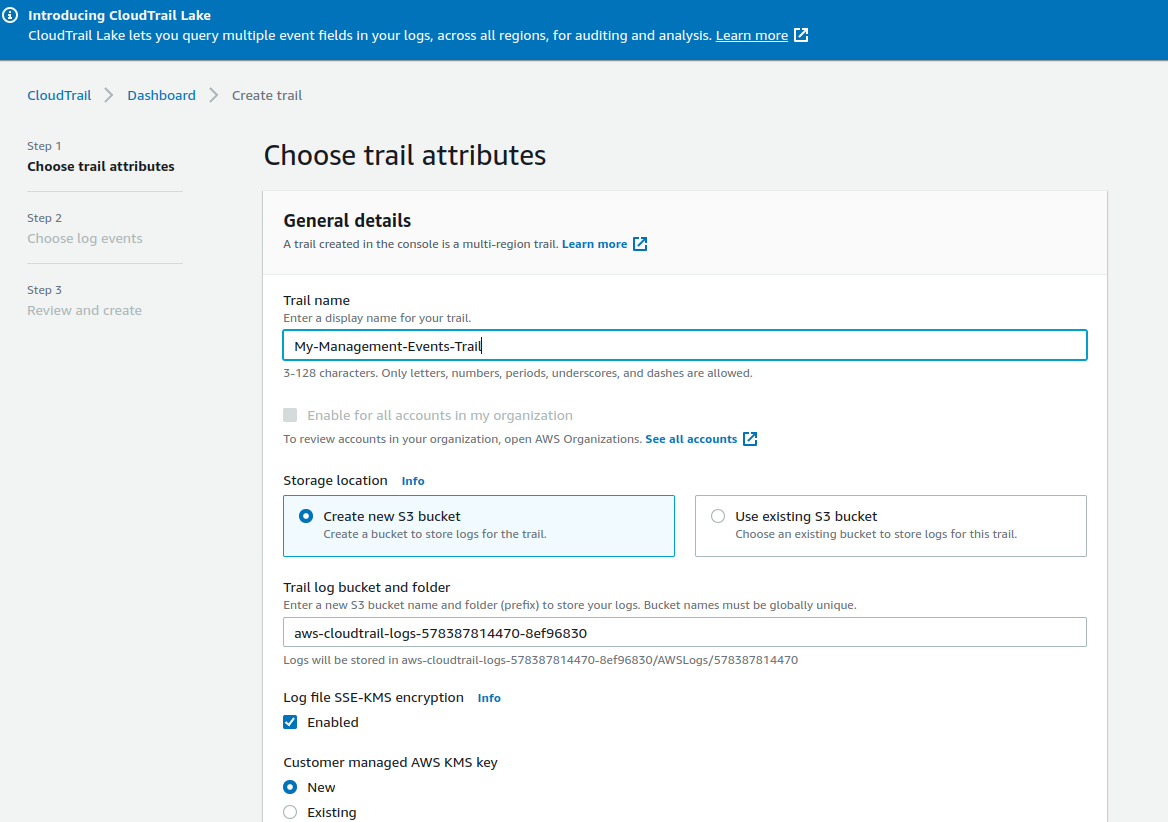 Introducing CloudTrail Lake
CloudTrail Lake lets you query multiple event fields in your logs, across all regions, for auditing and analysis. Learn more
CloudTrail > Dashboard > Create trail
Step 1
Choose trail attributes
Step 2
Choose log events
Step 3
Review and create
Choose trail attributes
General details
A trail created in the console is a multi-region trail. Learn more
Trail name
Enter a display name for your trail.
My-Management-Events-Trail
3-128 characters. Only letters, numbers, periods, underscores, and dashes are allowed.
Enable for all accounts in my organization
To review accounts in your organization, open AWS Organizations. See all accounts
Storage location Info
Create new S3 bucket
Create a bucket to store logs for the trail.
Use existing S3 bucket
Choose an existing bucket to store logs for this trail.
Trail log bucket and folder
Enter a new S3 bucket name and folder (prefix) to store your logs. Bucket names must be globally unique.
aws-cloudtrail-logs-578387814470-8ef96830
Logs will be stored in aws-cloudtrail-logs-578387814470-8ef96830/AWSLogs/578387814470
Log file SSE-KMS encryption Info
Enabled
Customer managed AWS KMS key
New
Existing